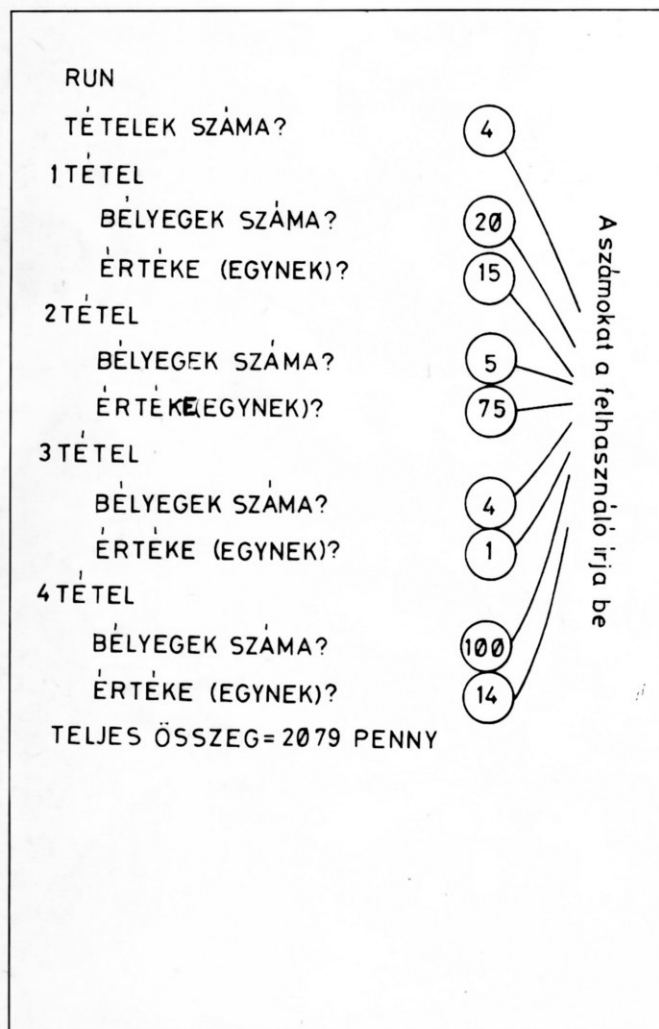 RUN
TÉTELEK SZÁMA? 4
1 TÉTEL
BÉLYEGEK SZÁMA? 20
ÉRTÉKE (EGYNEK)? 15
2 TÉTEL
BÉLYEGEK SZÁMA? 5
ÉRTÉKE(EGYNEK)? 75
3 TÉTEL
BÉLYEGEK SZÁMA? 4
ÉRTÉKE (EGYNEK)? 1
4 TÉTEL
BÉLYEGEK SZÁMA? 100
ÉRTÉKE (EGYNEK)? 14
TELJES ÖSSZEG=2079 PENNY
A számokat a felhasználó irja be